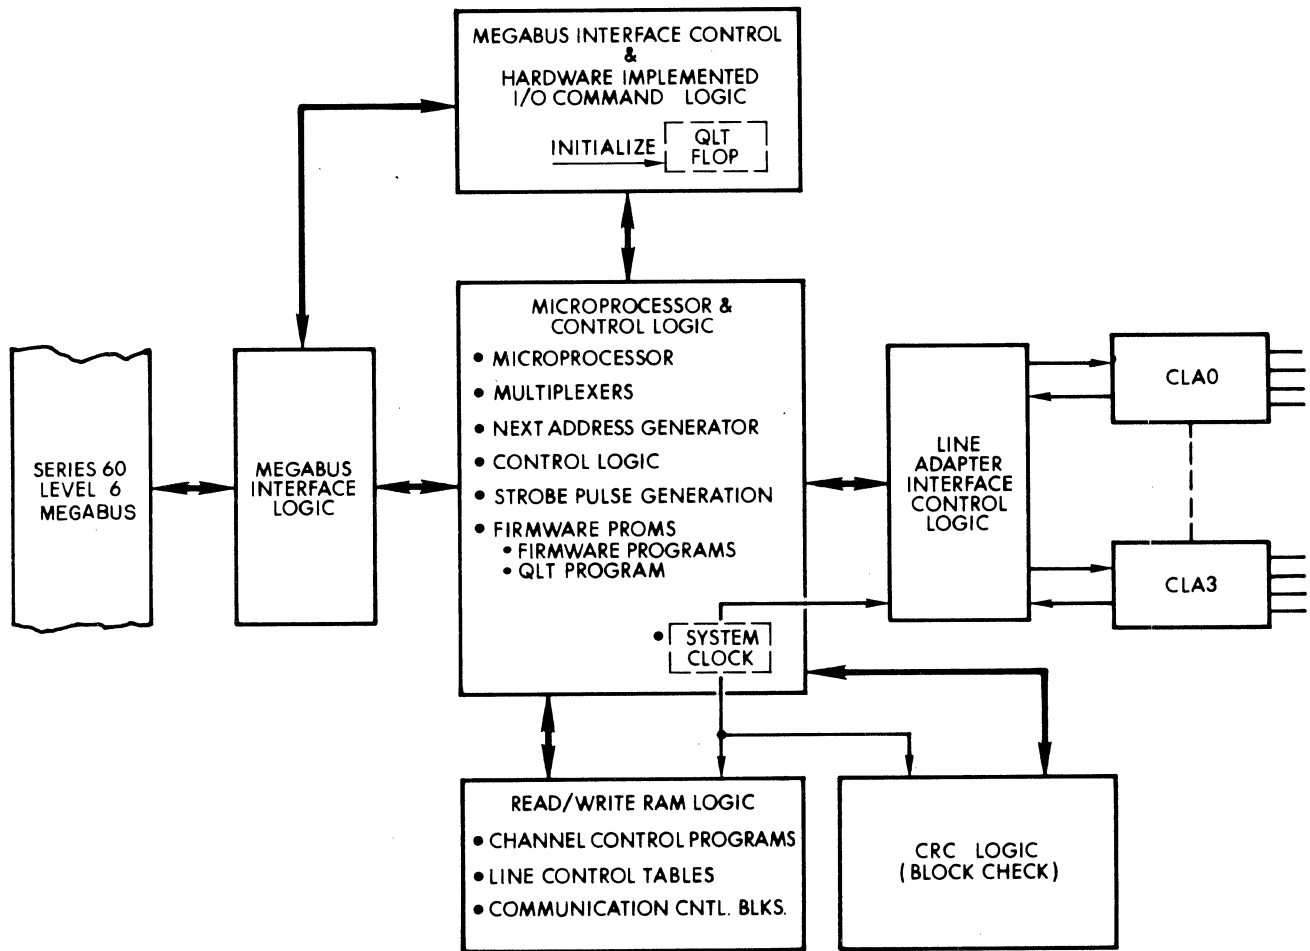 MEGABUS INTERFACE CONTROL
&
HARDWARE IMPLEMENTED
I/O COMMAND LOGIC
INITIALIZE
QLT
FLOP
MICROPROCESSOR &
CONTROL LOGIC
• MICROPROCESSOR
• MULTIPLEXERS
• NEXT ADDRESS GENERATOR
• CONTROL LOGIC
• STROBE PULSE GENERATION
• FIRMWARE PROMS
• FIRMWARE PROGRAMS
• QLT PROGRAM
• SYSTEM
CLOCK
SERIES 60
LEVEL 6
MEGABUS
MEGABUS
INTERFACE
LOGIC
LINE
ADAPTER
INTERFACE
CONTROL
LOGIC
CLA0
CLA3
READ/WRITE RAM LOGIC
• CHANNEL CONTROL PROGRAMS
• LINE CONTROL TABLES
• COMMUNICATION CNTL. BLKS.
CRC LOGIC
(BLOCK CHECK)